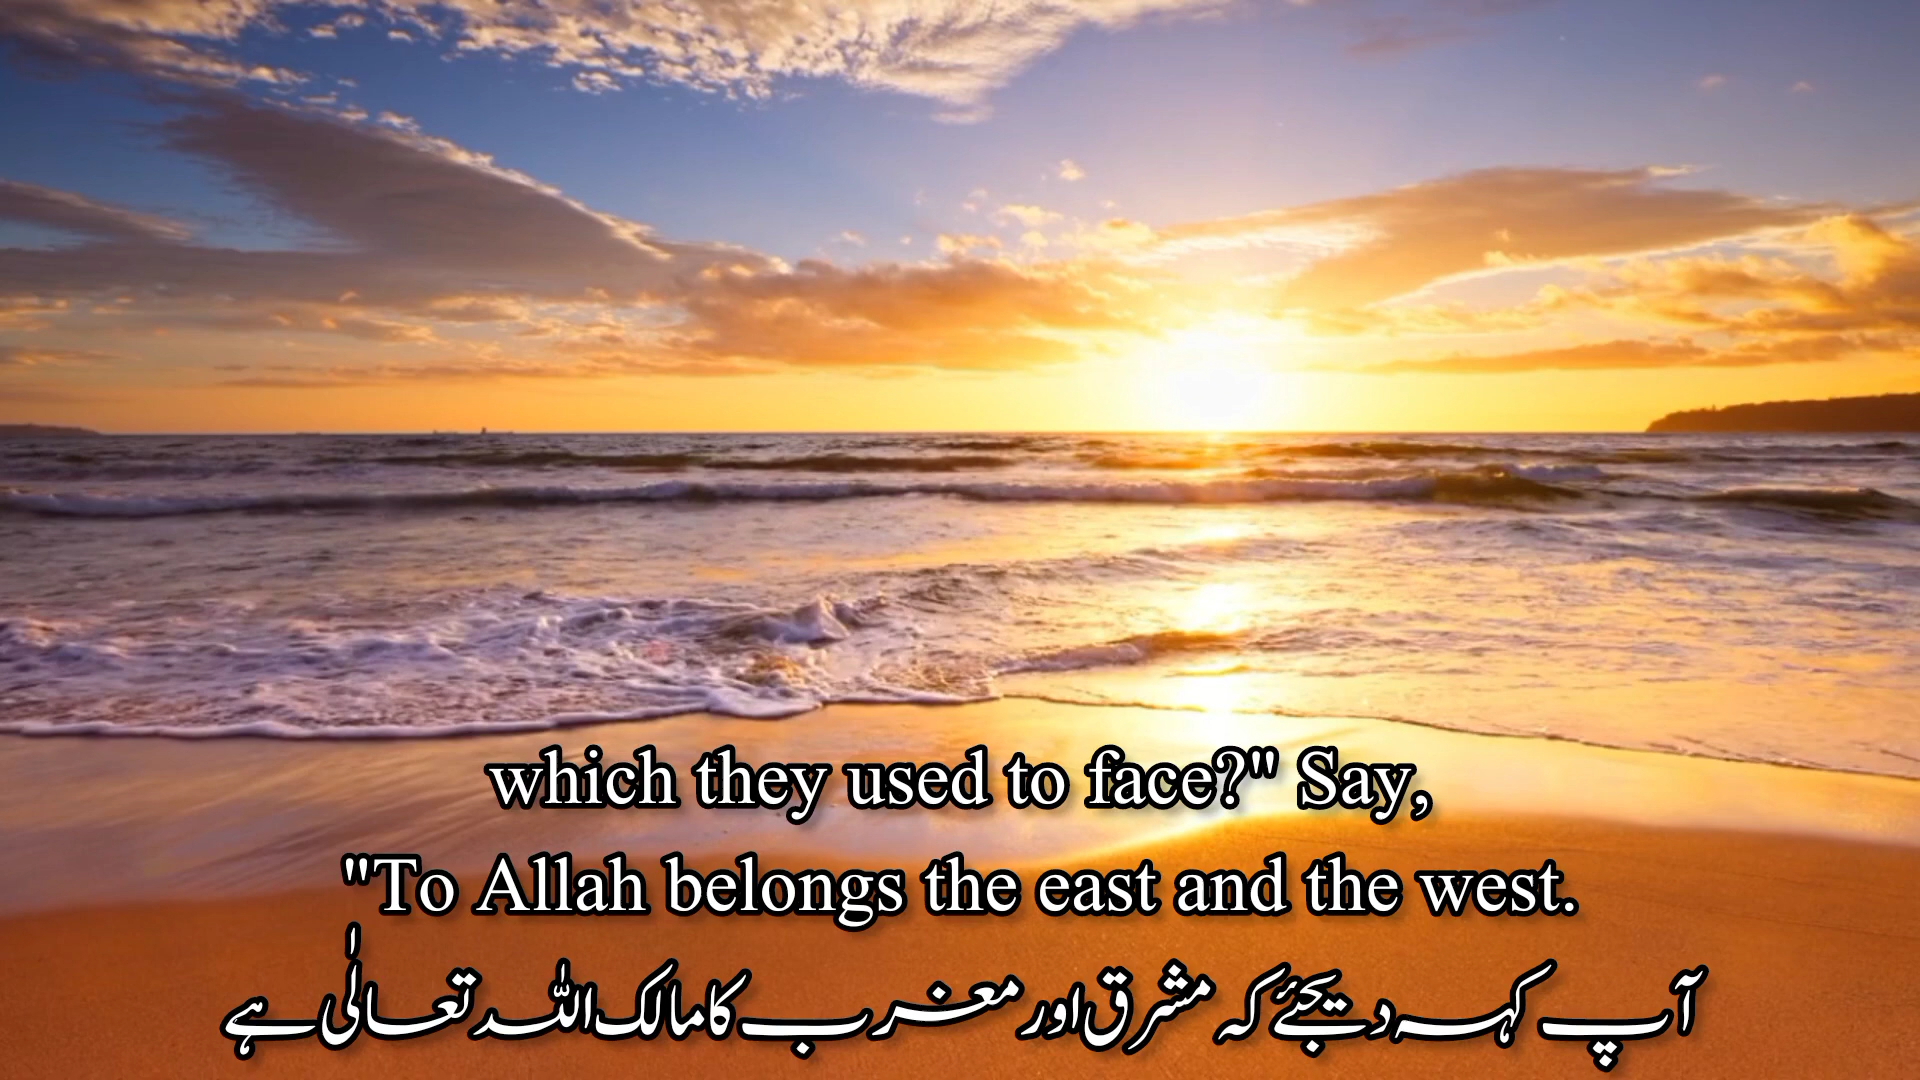 which they used to face?" Say,
"To Allah belongs the east and the west.
آپ کہہ دیجئے کہ مشرق اور مغرب کا مالک اللہ تعالٰی ہے